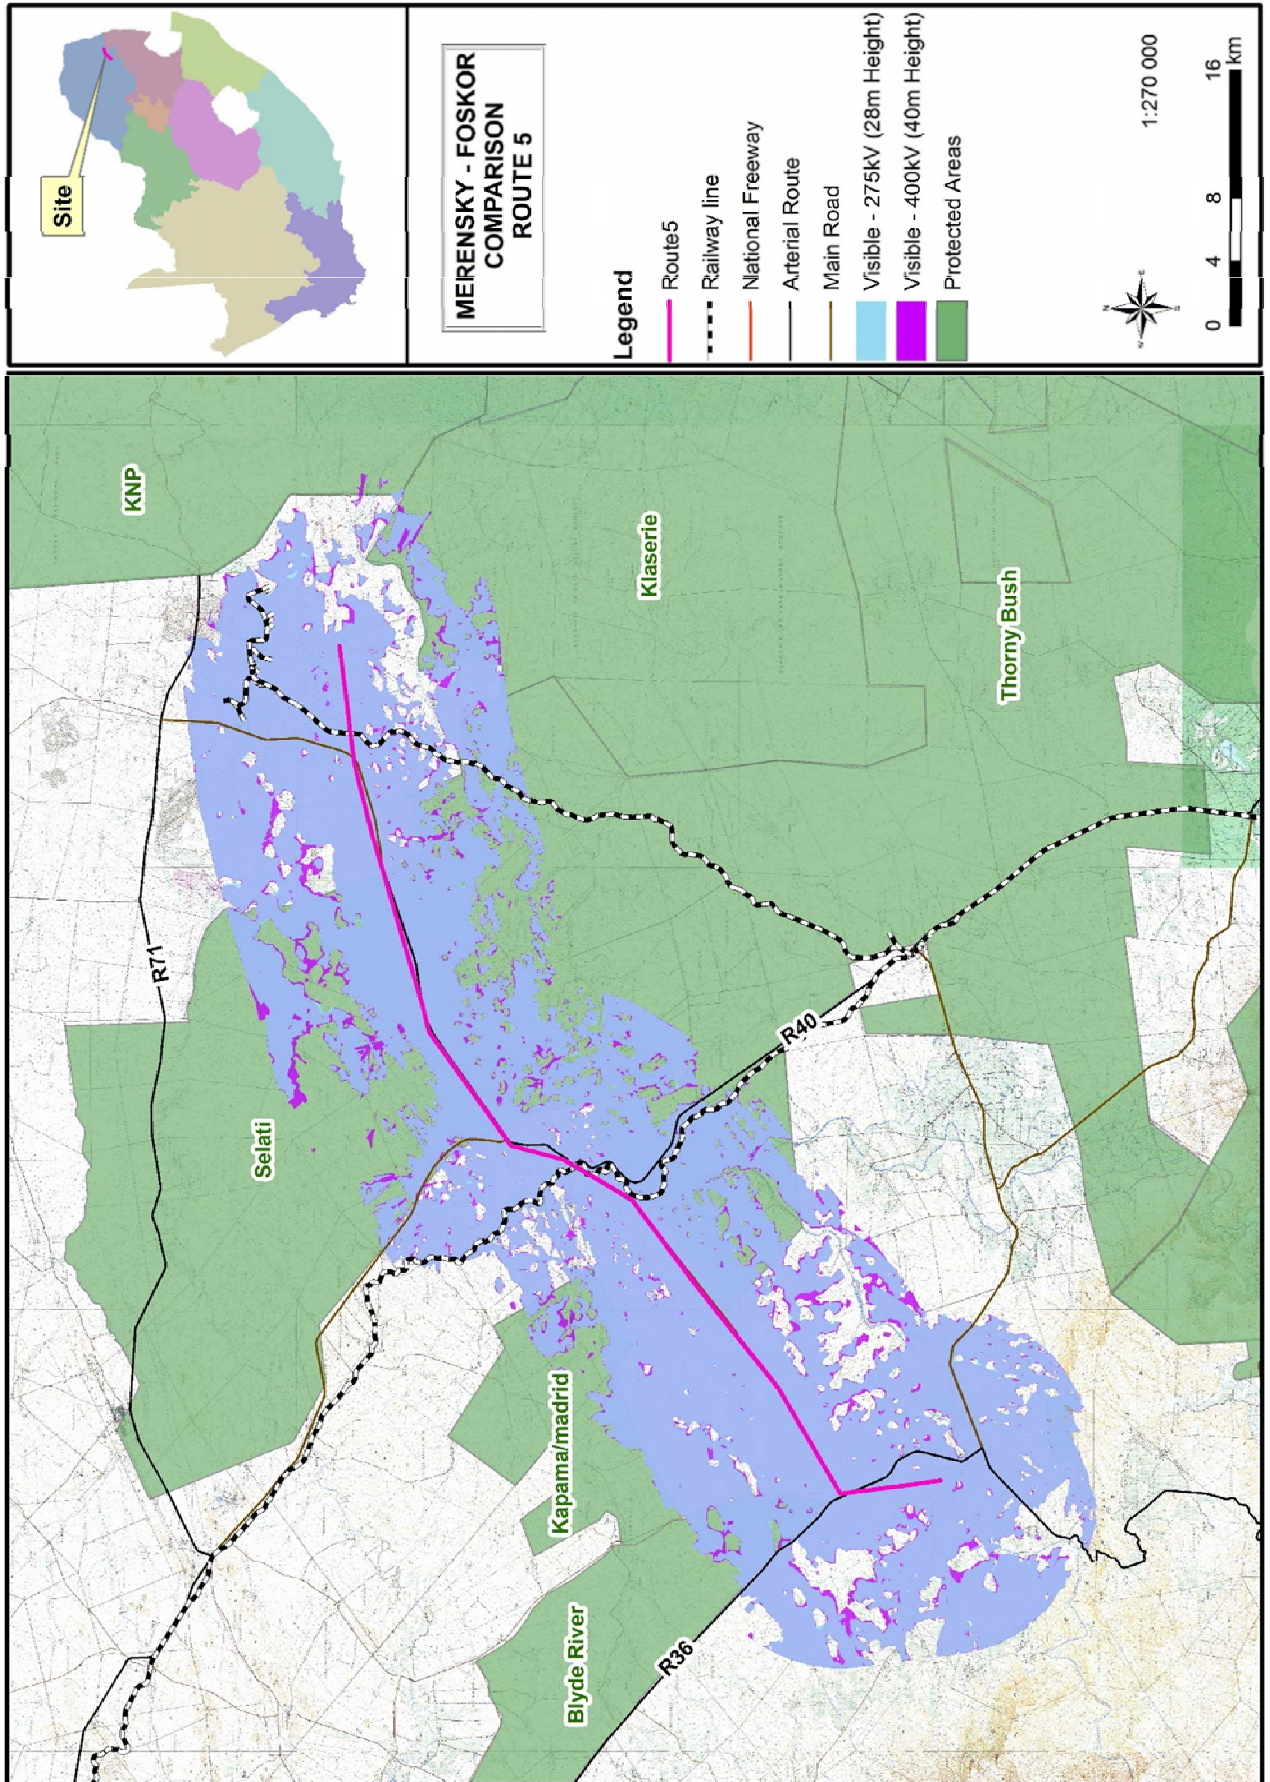 Site
MERENSKY - FOSKOR
COMPARISON
ROUTE 5
Legend
Route5
Railway line
National Freeway
Arterial Route
Main Road
Visible - 275kV (28m Height)
Visible - 400kV (40m Height)
Protected Areas
N
E
S
W
1:270 000
0
4
8
16
km
KNP
R71
Klaserie
Thorny Bush
Selati
R40
Kapama/madrid
Blyde River
R36